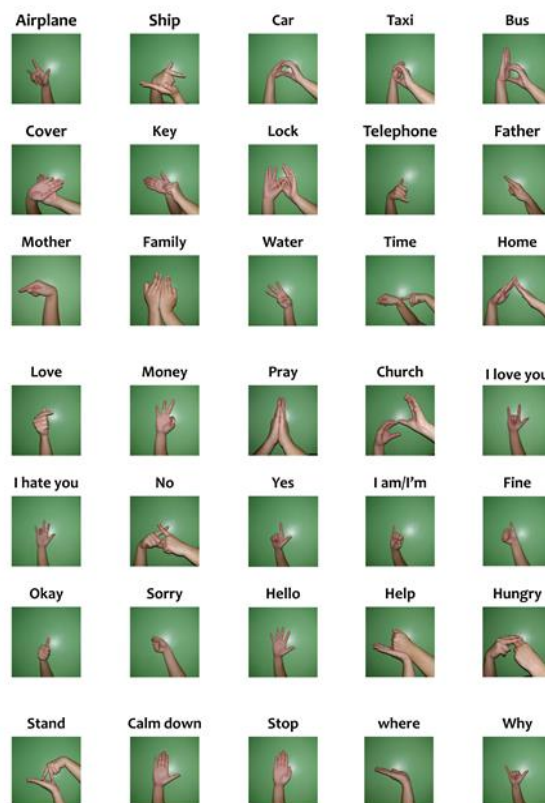 Airplane Ship Car Taxi Bus
Cover Key Lock Telephone Father
Mother Family Water Time Home
Love Money Pray Church I love you
I hate you No Yes I am/I'm Fine
Okay Sorry Hello Help Hungry
Stand Calm down Stop where Why